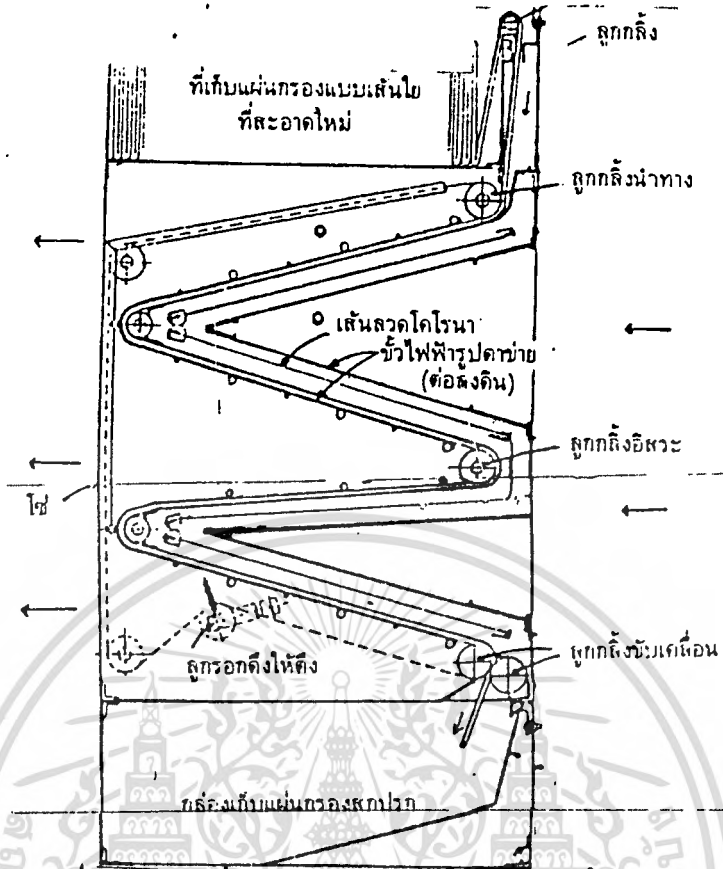 ลูกกลิ้ง
ที่เก็บแผ่นกรองแบบเส้นใย
ที่สะอาดใหม่
ลูกกลิ้งนำทาง
เส้นลวดโคโรนา
ขั้วไฟฟ้ารูปตาข่าย
(ต่อลงดิน)
ลูกกลิ้งอิสระ
โซ่
ลูกรอกดึงให้ตึง
ลูกกลิ้งขับเคลื่อน
กล่องเก็บแผ่นกรองสกปรก